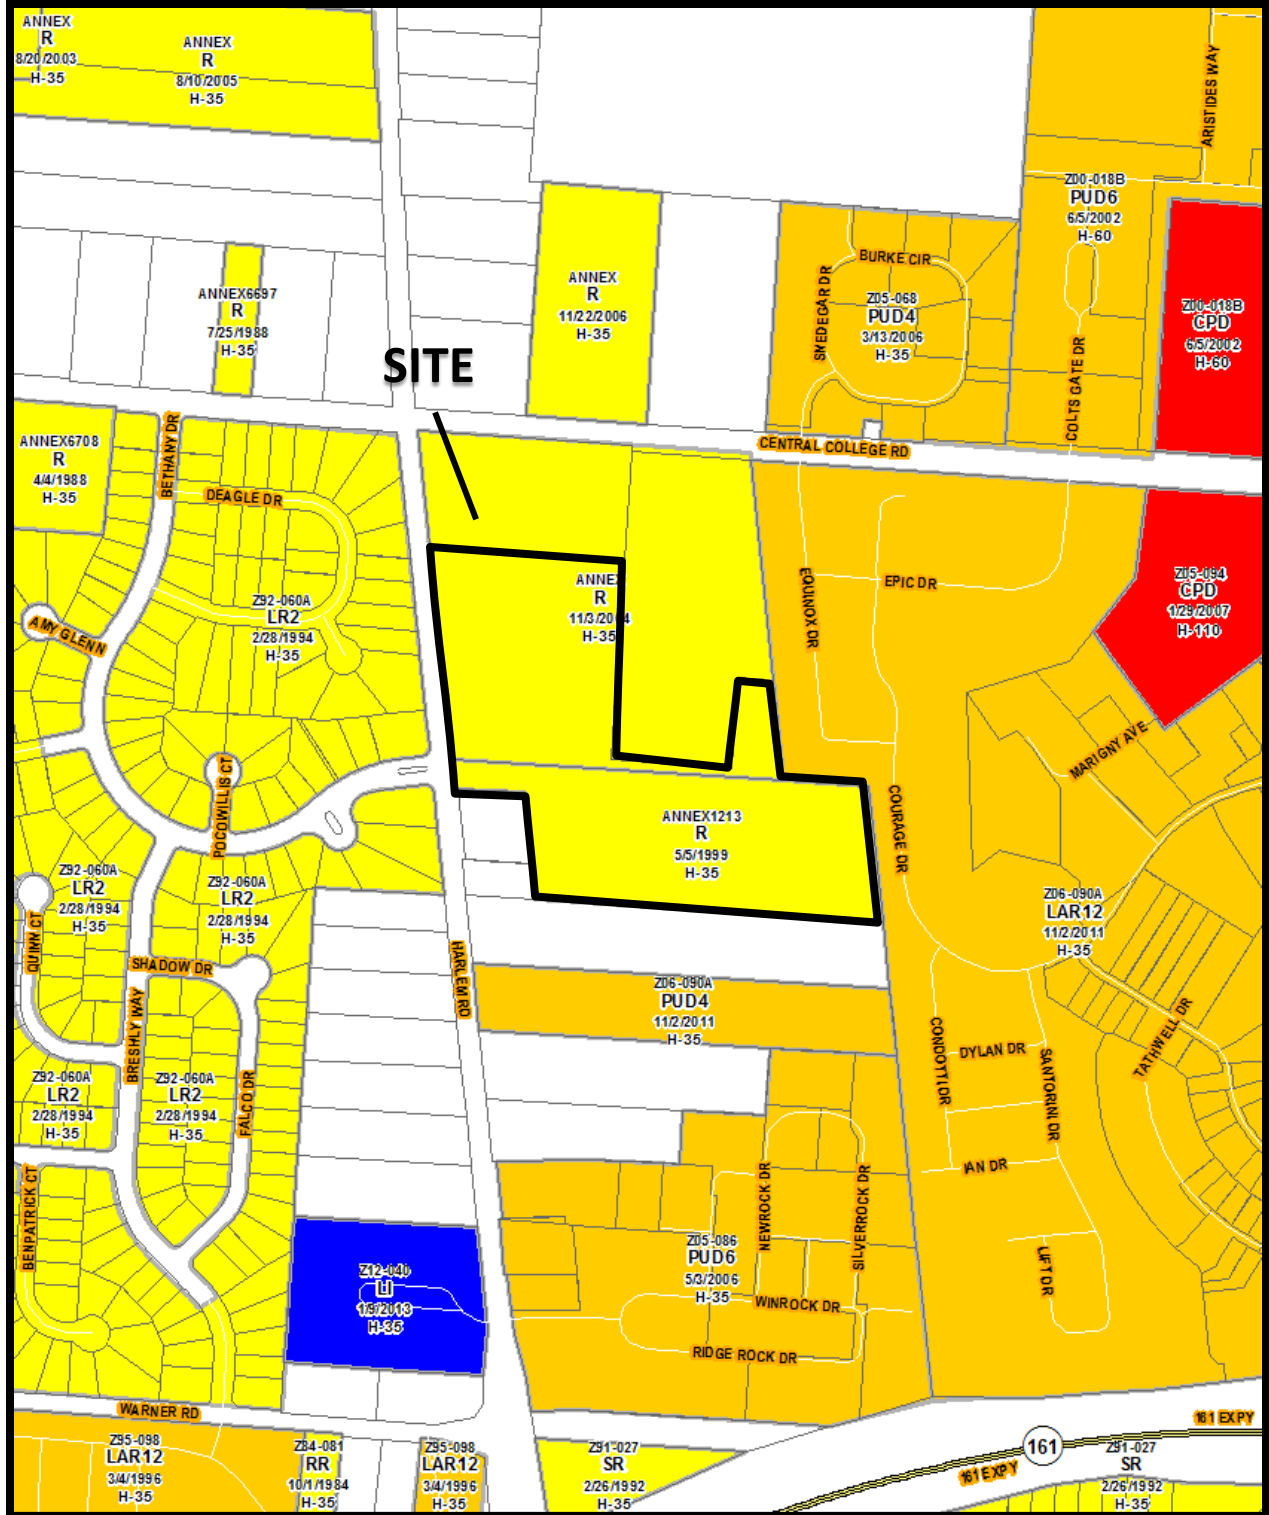 ANNEX
R
8/20/2003
H-35
ANNEX
R
8/10/2005
H-35
ARISTIDES WAY
Z00-018B
PUD6
6/5/2002
H-60
ANNEX6697
R
7/25/1988
H-35
ANNEX
R
11/22/2006
H-35
BURKE CIR
SMEDEGAR DR
Z05-068
PUD4
3/13/2006
H-35
COLTS GATE DR
Z00-018B
CPD
6/5/2002
H-60
SITE
CENTRAL COLLEGE RD
ANNEX6708
R
4/4/1988
H-35
BETHANY DR
DEAGLE DR
Z92-060A
LR2
2/28/1994
H-35
AMY GLENN
ANNEX
R
11/3/2004
H-35
EQUINOX DR
EPIC DR
Z05-094
CPD
1/29/2007
H-110
MARIGNY AVE
POCOWILLIS CT
ANNEX1213
R
5/5/1999
H-35
COURAGE DR
Z92-060A
LR2
2/28/1994
H-35
Z92-060A
LR2
2/28/1994
H-35
Z06-090A
LAR12
11/2/2011
H-35
QUINN CT
SHADOW DR
HARLEM RD
Z06-090A
PUD4
11/2/2011
H-35
BRESHLY WAY
CONDOTTI DR
DYLAN DR
SANTORINI DR
TATHWELL DR
Z92-060A
LR2
2/28/1994
H-35
Z92-060A
LR2
2/28/1994
H-35
FALCO DR
IAN DR
BENPATRICK CT
NEWROCK DR
SILVERROCK DR
Z05-086
PUD6
5/3/2006
H-35
LIFT DR
Z12-040
LI
1/9/2013
H-35
WINROCK DR
RIDGE ROCK DR
WARNER RD
161 EXPY
161
161 EXPY
Z95-098
LAR12
3/4/1996
H-35
Z84-081
RR
10/1/1984
H-35
Z95-098
LAR12
3/4/1996
H-35
Z91-027
SR
2/26/1992
H-35
Z91-027
SR
2/26/1992
H-35